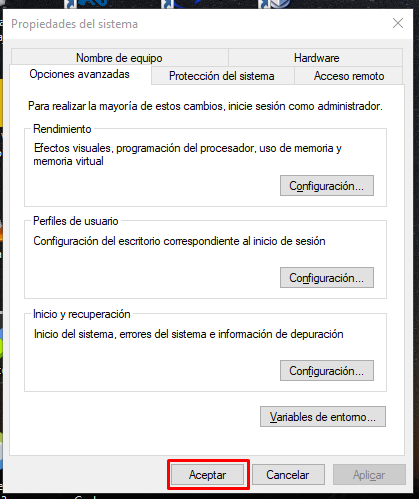 Propiedades del sistema
Nombre de equipo
Hardware
Opciones avanzadas
Protección del sistema
Acceso remoto
Para realizar la mayoría de estos cambios, inicie sesión como administrador.
Rendimiento
Efectos visuales, programación del procesador, uso de memoria y
memoria virtual
Configuración...
Perfiles de usuario
Configuración del escritorio correspondiente al inicio de sesión
Configuración...
Inicio y recuperación
Inicio del sistema, errores del sistema e información de depuración
Configuración...
Variables de entorno...
Aceptar
Cancelar
Aplicar